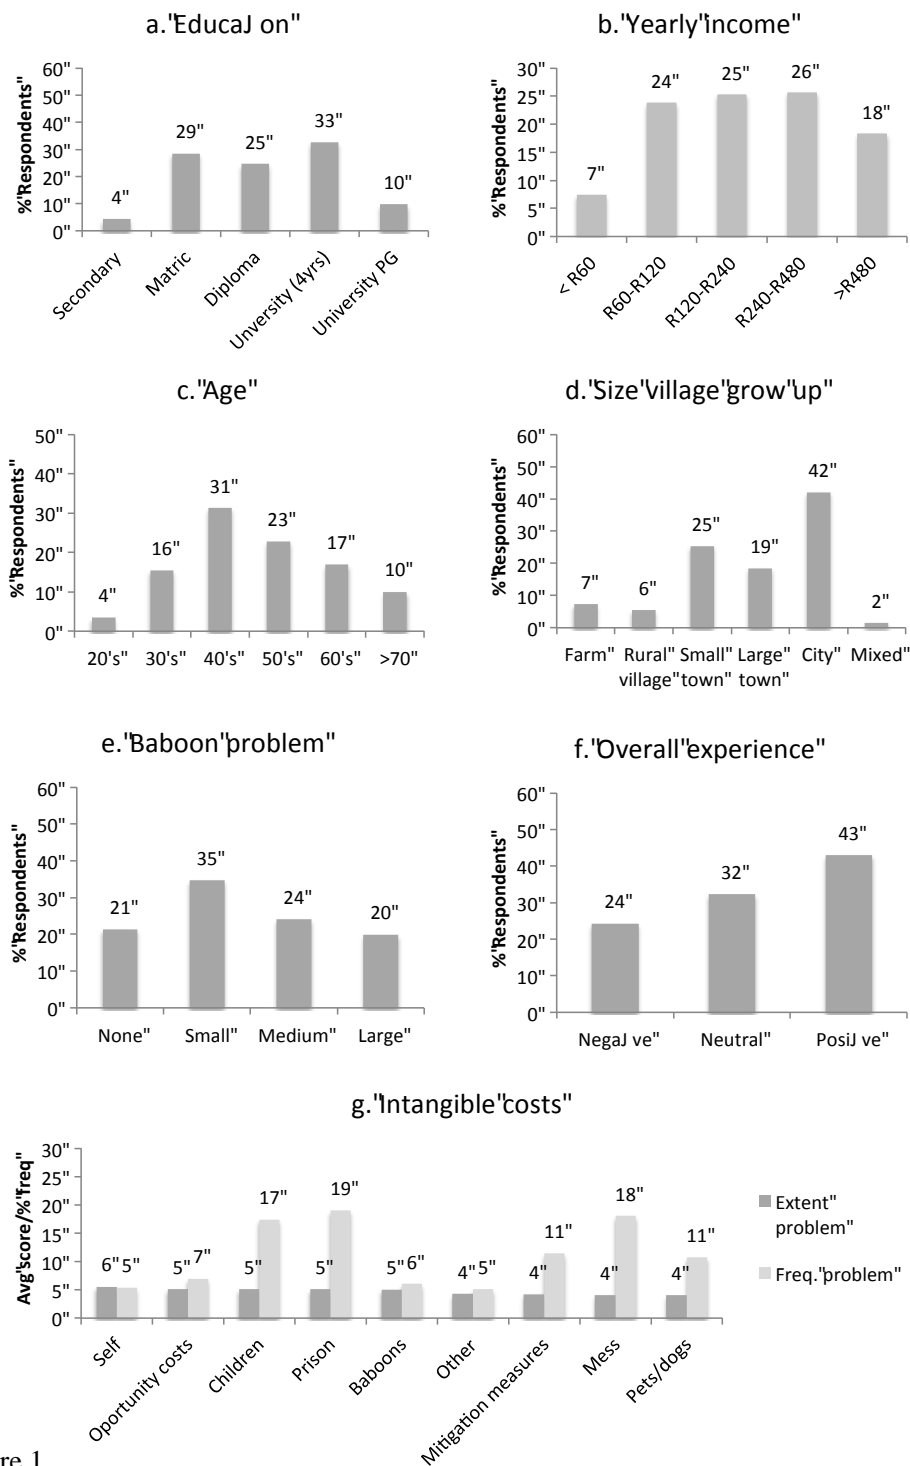 a."EducaJ on"
%"Respondents"
60"
50"
40"
30"
20"
10"
0"
4"
29"
25"
33"
10"
Secondary
Matric
Diploma
Unversity (4yrs)
University PG
b."Yearly"income"
%"Respondents"
30"
25"
20"
15"
10"
5"
0"
7"
24"
25"
26"
18"
< R60
R60-R120
R120-R240
R240-R480
>R480
c."Age"
%"Respondents"
50"
40"
30"
20"
10"
0"
4"
16"
31"
23"
17"
10"
20's" 30's" 40's" 50's" 60's" >70"
d."Size"village"grow"up"
%"Respondents"
60"
50"
40"
30"
20"
10"
0"
7"
6"
25"
19"
42"
2"
Farm" Rural" Small" Large" City" Mixed"
village" town" town"
e."Baboon"problem"
%"Respondents"
60"
50"
40"
30"
20"
10"
0"
21"
35"
24"
20"
None" Small" Medium" Large"
f."Overall"experience"
%"Respondents"
60"
50"
40"
30"
20"
10"
0"
24"
32"
43"
NegaJ ve" Neutral" PosiJ ve"
g."Intangible"costs"
Avg"score/%"freq"
30"
25"
20"
15"
10"
5"
0"
6" 5"
5" 7"
5" 17"
5" 19"
5" 6"
4" 5"
4" 11"
4" 18"
4" 11"
Self
Oportunity costs
Children
Prison
Baboons
Other
Mitigation measures
Mess
Pets/dogs
Extent"
problem"
Freq."problem"
re 1